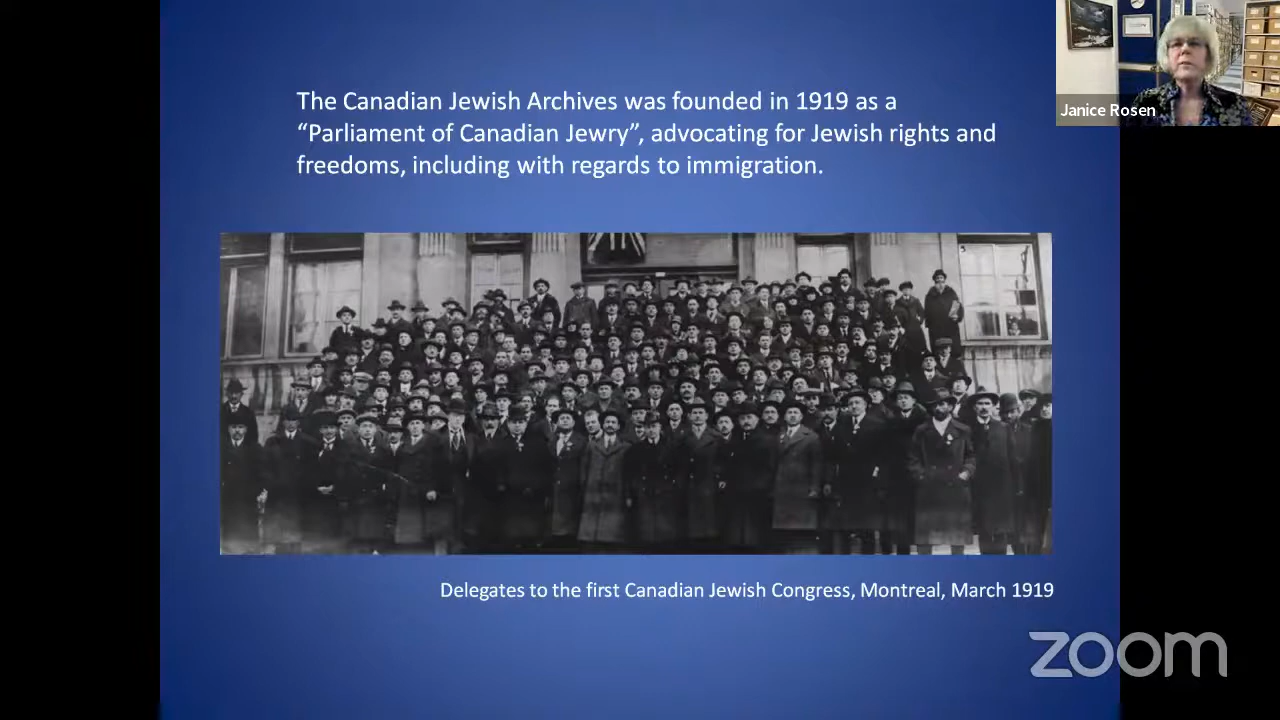 The Canadian Jewish Archives was founded in 1919 as a
“Parliament of Canadian Jewry”, advocating for Jewish rights and
freedoms, including with regards to immigration.
Janice Rosen
Delegates to the first Canadian Jewish Congress, Montreal, March 1919
zoom